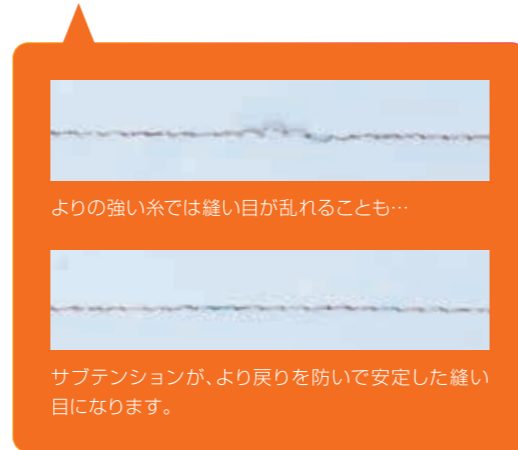 よりの強い糸では縫い目が乱れることも…
サブテンションが、より戻りを防いで安定した縫い
目になります。